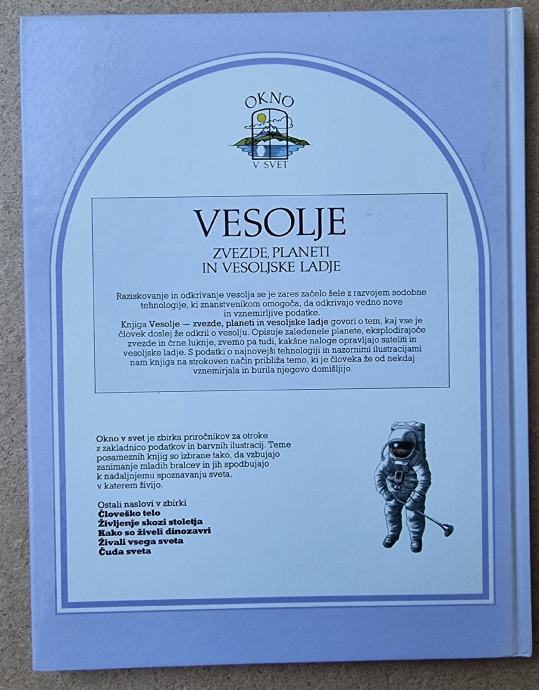 OKNO
V SVET
VESOLJE
ZVEZDE, PLANETI
IN VESOLJSKE LADJE
Raziskovanje in odkrivanje vesolja se je zares začelo šele z razvojem sodobne
tehnologije, ki znanstvenikom omogoča, da odkrivajo vedno nove
in vznemirljive podatke.
Knjiga Vesolje — zvezde, planeti in vesoljske ladje govori o tem, kaj vse je
človek doslej že odkril o vesolju. Opisuje zaledenele planete, eksplodirajoče
zvezde in črne luknje, zvemo pa tudi, kakšne naloge opravljajo sateliti in
vesoljske ladje. S podatki o najnovejši tehnologiji in nazornimi ilustracijami
nam knjiga na strokoven način približa temo, ki je človeka že od nekdaj
vznemirjala in burila njegovo domišljijo.
Okno v svet je zbirka priročnikov za otroke
z zakladnico podatkov in barvnih ilustracij. Teme
posameznih knjig so izbrane tako, da vzbujajo
zanimanje mladih bralcev in jih spodbujajo
k nadaljnjemu spoznavanju sveta,
v katerem živijo.
Ostali naslovi v zbirki
Človeško telo
Življenje skozi stoletja
Kako so živeli dinozavri
Živali vsega sveta
Čuda sveta